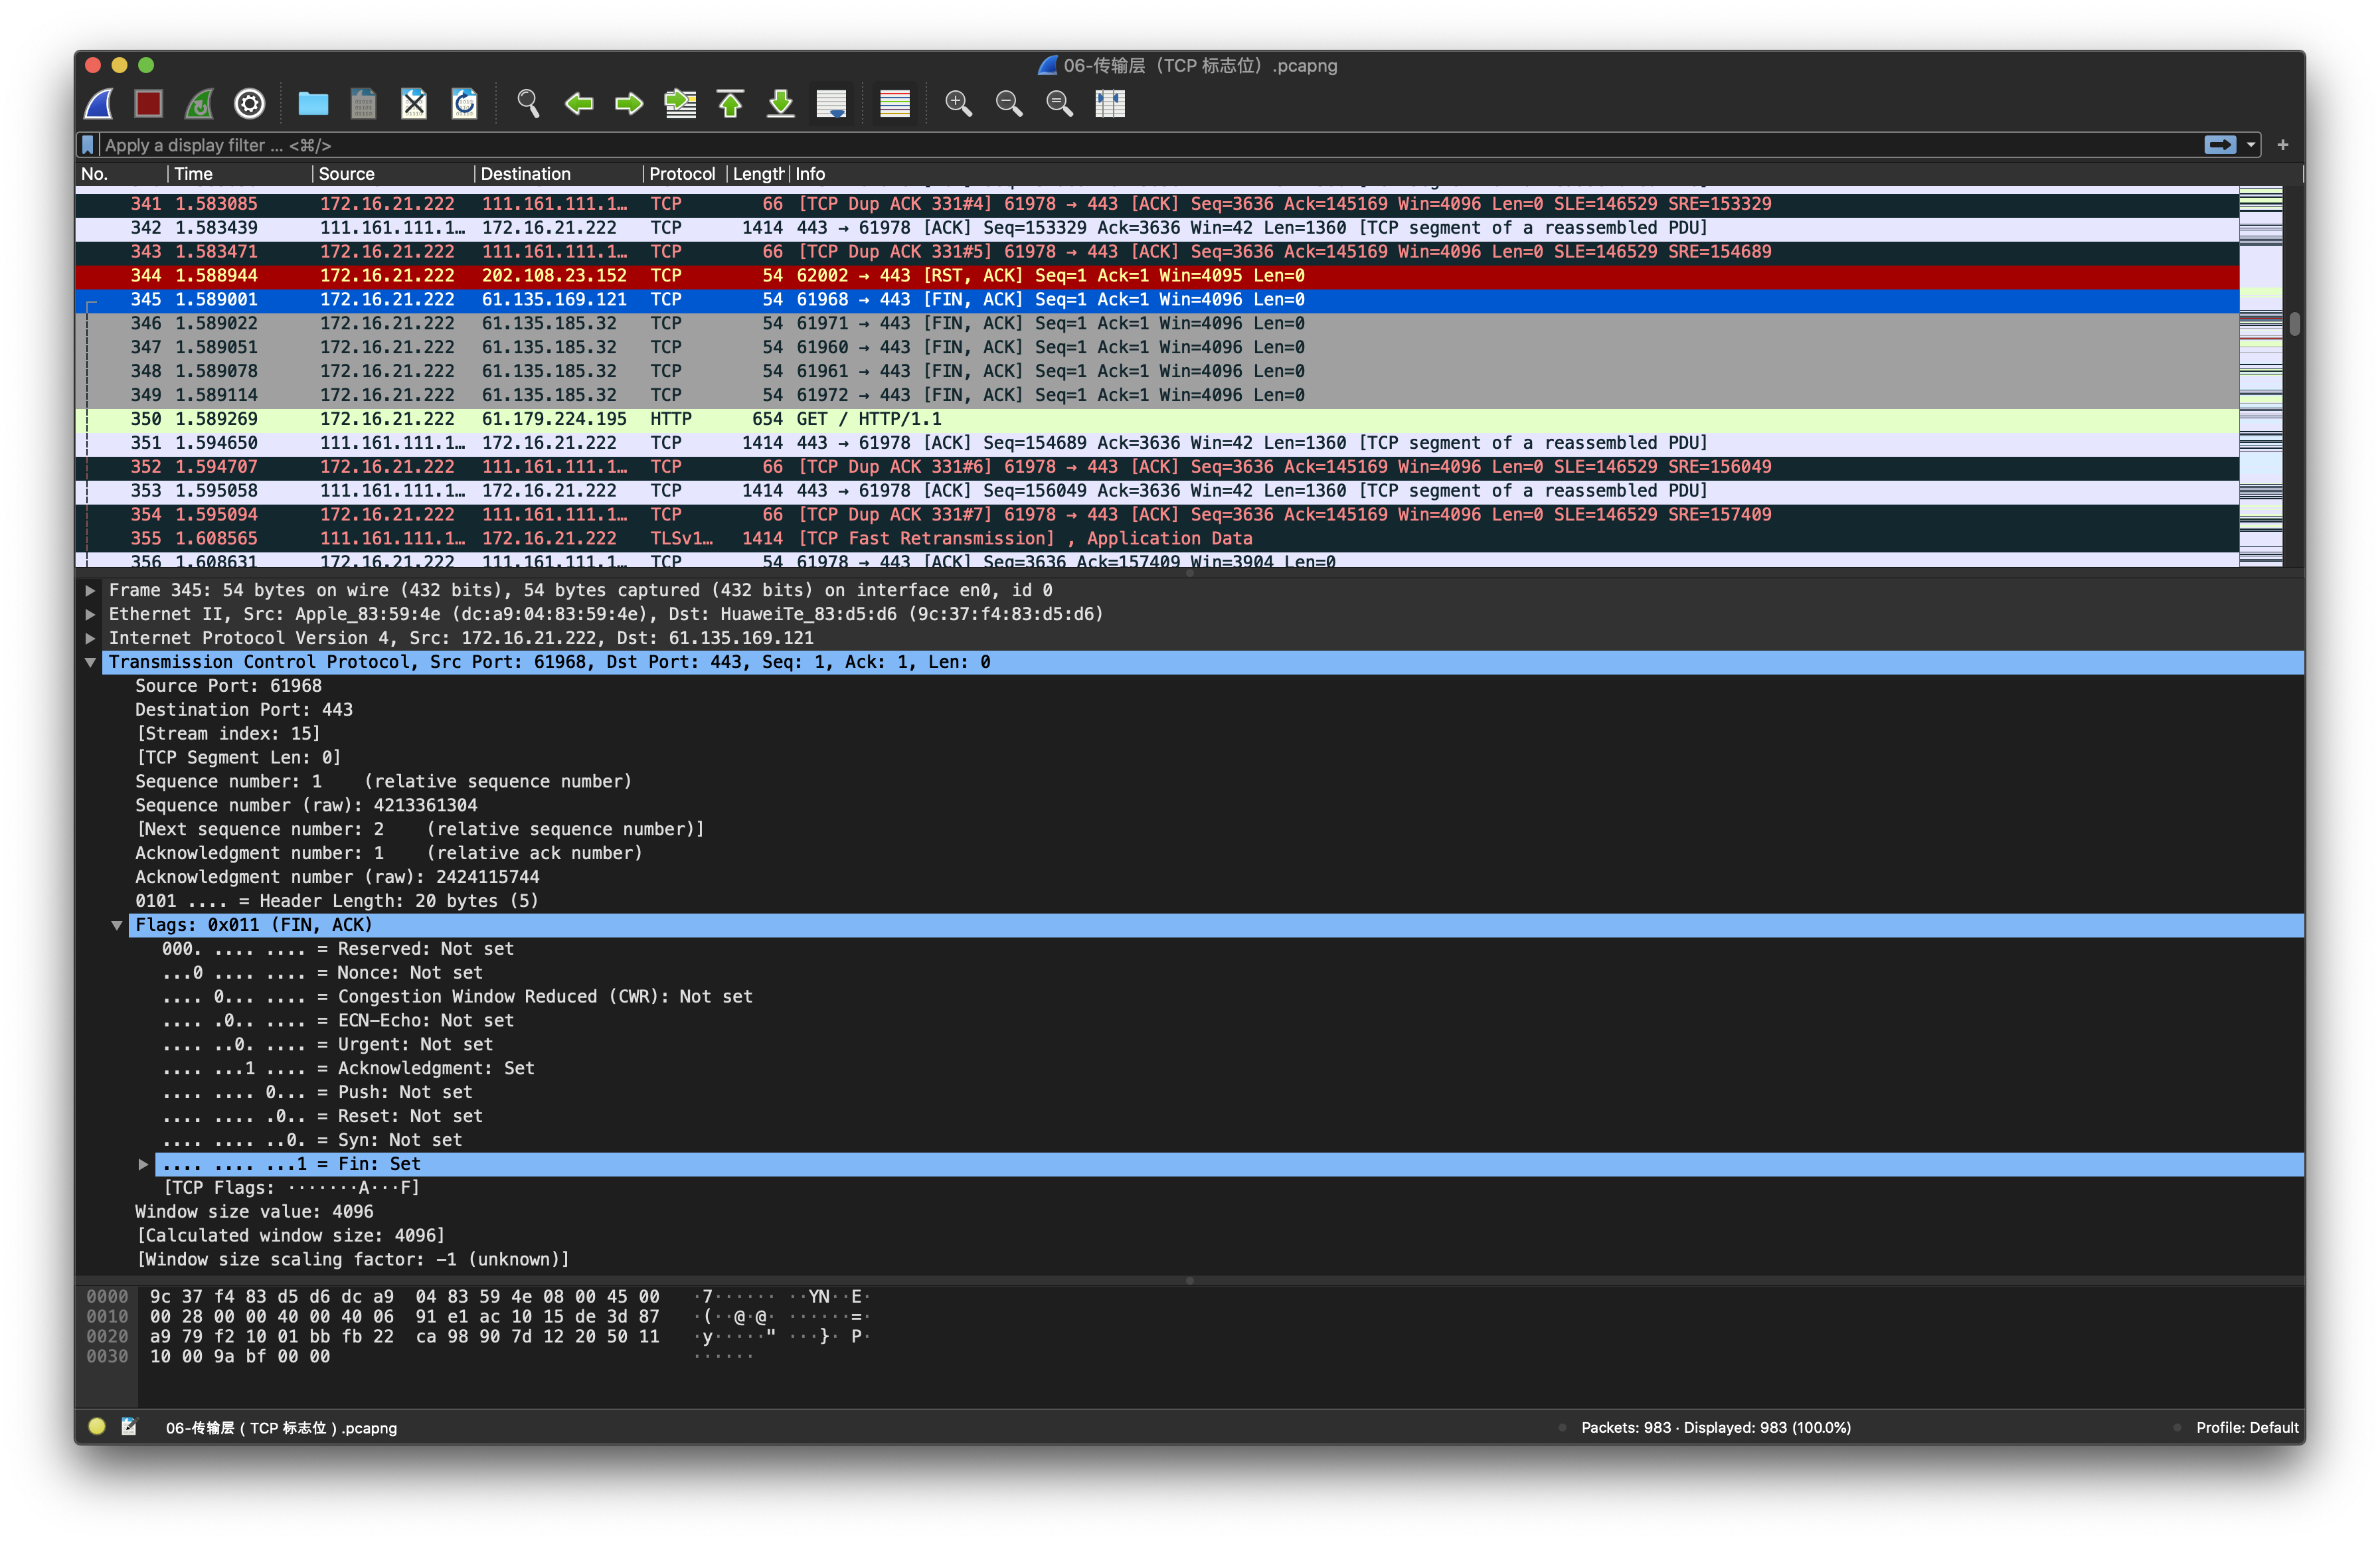 06-传输层（TCP 标志位）.pcapng
Apply a display filter ... <⌘/>
No. Time Source Destination Protocol Length Info
341 1.583085 172.16.21.222 111.161.111.1… TCP 66 [TCP Dup ACK 331#4] 61978 → 443 [ACK] Seq=3636 Ack=145169 Win=4096 Len=0 SLE=146529 SRE=153329
342 1.583439 111.161.111.1… 172.16.21.222 TCP 1414 443 → 61978 [ACK] Seq=153329 Ack=3636 Win=42 Len=1360 [TCP segment of a reassembled PDU]
343 1.583471 172.16.21.222 111.161.111.1… TCP 66 [TCP Dup ACK 331#5] 61978 → 443 [ACK] Seq=3636 Ack=145169 Win=4096 Len=0 SLE=146529 SRE=154689
344 1.588944 172.16.21.222 202.108.23.152 TCP 54 62002 → 443 [RST, ACK] Seq=1 Ack=1 Win=4095 Len=0
345 1.589001 172.16.21.222 61.135.169.121 TCP 54 61968 → 443 [FIN, ACK] Seq=1 Ack=1 Win=4096 Len=0
346 1.589022 172.16.21.222 61.135.185.32 TCP 54 61971 → 443 [FIN, ACK] Seq=1 Ack=1 Win=4096 Len=0
347 1.589051 172.16.21.222 61.135.185.32 TCP 54 61960 → 443 [FIN, ACK] Seq=1 Ack=1 Win=4096 Len=0
348 1.589078 172.16.21.222 61.135.185.32 TCP 54 61961 → 443 [FIN, ACK] Seq=1 Ack=1 Win=4096 Len=0
349 1.589114 172.16.21.222 61.135.185.32 TCP 54 61972 → 443 [FIN, ACK] Seq=1 Ack=1 Win=4096 Len=0
350 1.589269 172.16.21.222 61.179.224.195 HTTP 654 GET / HTTP/1.1
351 1.594650 111.161.111.1… 172.16.21.222 TCP 1414 443 → 61978 [ACK] Seq=154689 Ack=3636 Win=42 Len=1360 [TCP segment of a reassembled PDU]
352 1.594707 172.16.21.222 111.161.111.1… TCP 66 [TCP Dup ACK 331#6] 61978 → 443 [ACK] Seq=3636 Ack=145169 Win=4096 Len=0 SLE=146529 SRE=156049
353 1.595058 111.161.111.1… 172.16.21.222 TCP 1414 443 → 61978 [ACK] Seq=156049 Ack=3636 Win=42 Len=1360 [TCP segment of a reassembled PDU]
354 1.595094 172.16.21.222 111.161.111.1… TCP 66 [TCP Dup ACK 331#7] 61978 → 443 [ACK] Seq=3636 Ack=145169 Win=4096 Len=0 SLE=146529 SRE=157409
355 1.608565 111.161.111.1… 172.16.21.222 TLSv1… 1414 [TCP Fast Retransmission] , Application Data
356 1.608631 172.16.21.222 111.161.111.1… TCP 54 61978 → 443 [ACK] Seq=3636 Ack=157409 Win=3904 Len=0
Frame 345: 54 bytes on wire (432 bits), 54 bytes captured (432 bits) on interface en0, id 0
Ethernet II, Src: Apple_83:59:4e (dc:a9:04:83:59:4e), Dst: HuaweiTe_83:d5:d6 (9c:37:f4:83:d5:d6)
Internet Protocol Version 4, Src: 172.16.21.222, Dst: 61.135.169.121
Transmission Control Protocol, Src Port: 61968, Dst Port: 443, Seq: 1, Ack: 1, Len: 0
Source Port: 61968
Destination Port: 443
[Stream index: 15]
[TCP Segment Len: 0]
Sequence number: 1 (relative sequence number)
Sequence number (raw): 4213361304
[Next sequence number: 2 (relative sequence number)]
Acknowledgment number: 1 (relative ack number)
Acknowledgment number (raw): 2424115744
0101 .... = Header Length: 20 bytes (5)
Flags: 0x011 (FIN, ACK)
000. .... .... = Reserved: Not set
...0 .... .... = Nonce: Not set
.... 0... .... = Congestion Window Reduced (CWR): Not set
.... .0.. .... = ECN-Echo: Not set
.... ..0. .... = Urgent: Not set
.... ...1 .... = Acknowledgment: Set
.... .... 0... = Push: Not set
.... .... .0.. = Reset: Not set
.... .... ..0. = Syn: Not set
.... .... ...1 = Fin: Set
[TCP Flags: ·······A···F]
Window size value: 4096
[Calculated window size: 4096]
[Window size scaling factor: -1 (unknown)]
0000 9c 37 f4 83 d5 d6 dc a9 04 83 59 4e 08 00 45 00 ·7······ ··YN··E·
0010 00 28 00 00 40 00 40 06 91 e1 ac 10 15 de 3d 87 ·(··@·@· ······=·
0020 a9 79 f2 10 01 bb fb 22 ca 98 90 7d 12 20 50 11 ·y·····" ···}· P·
0030 10 00 9a bf 00 00 ······
06-传输层（TCP 标志位）.pcapng
Packets: 983 · Displayed: 983 (100.0%)
Profile: Default